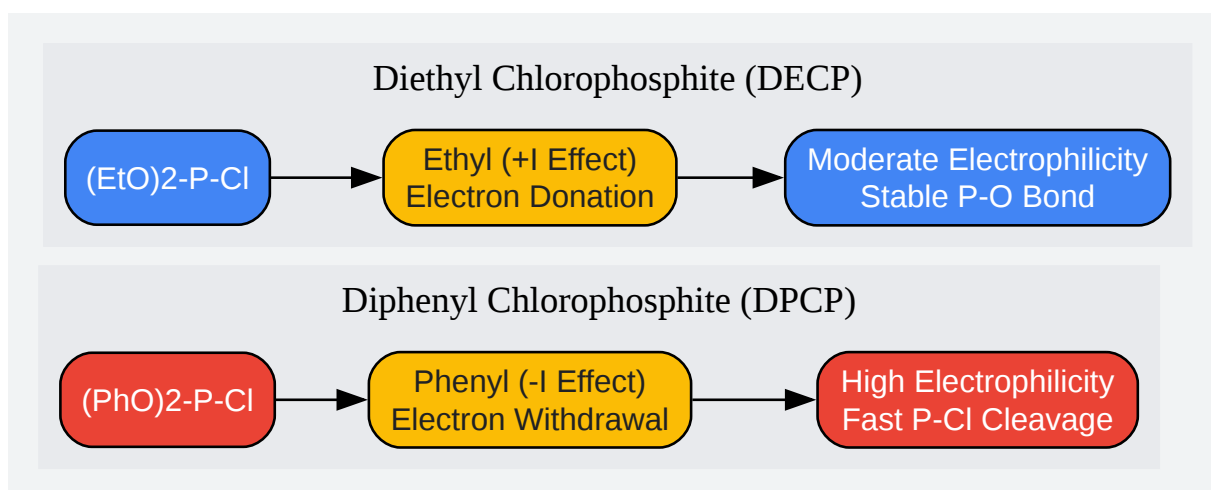 Diethyl Chlorophosphite (DECP)
(EtO)2-P-Cl
Ethyl (+I Effect)
Electron Donation
Moderate Electrophilicity
Stable P-O Bond
Diphenyl Chlorophosphite (DPCP)
(PhO)2-P-Cl
Phenyl (-I Effect)
Electron Withdrawal
High Electrophilicity
Fast P-Cl Cleavage